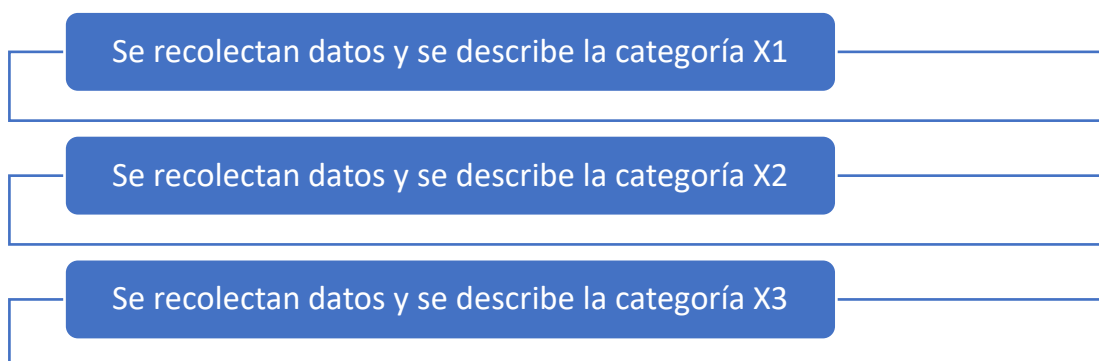 Se recolectan datos y se describe la categoría X1
Se recolectan datos y se describe la categoría X2
Se recolectan datos y se describe la categoría X3